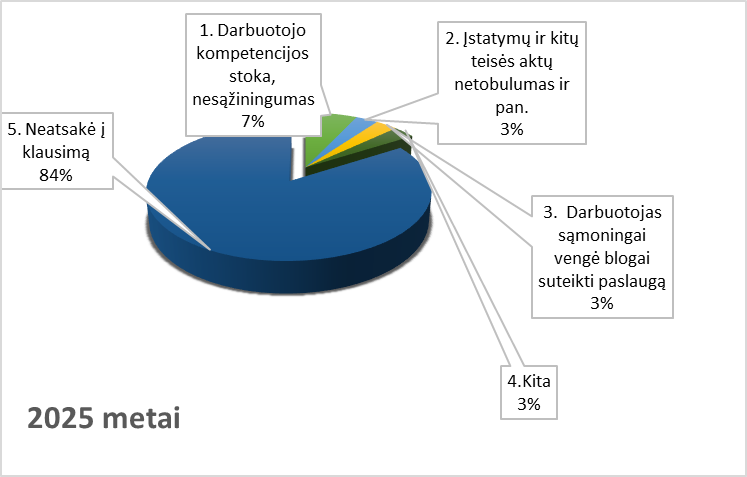 1. Darbuotojo
kompetencijos
stoka,
nesąžiningumas
7%
2. Įstatymų ir kitų
teisės aktų
netobulumas ir
pan.
3%
5. Neatsakė į
klausimą
84%
3. Darbuotojas
sąmoningai
vengė blogai
suteikti paslaugą
3%
4.Kita
3%
2025 metai